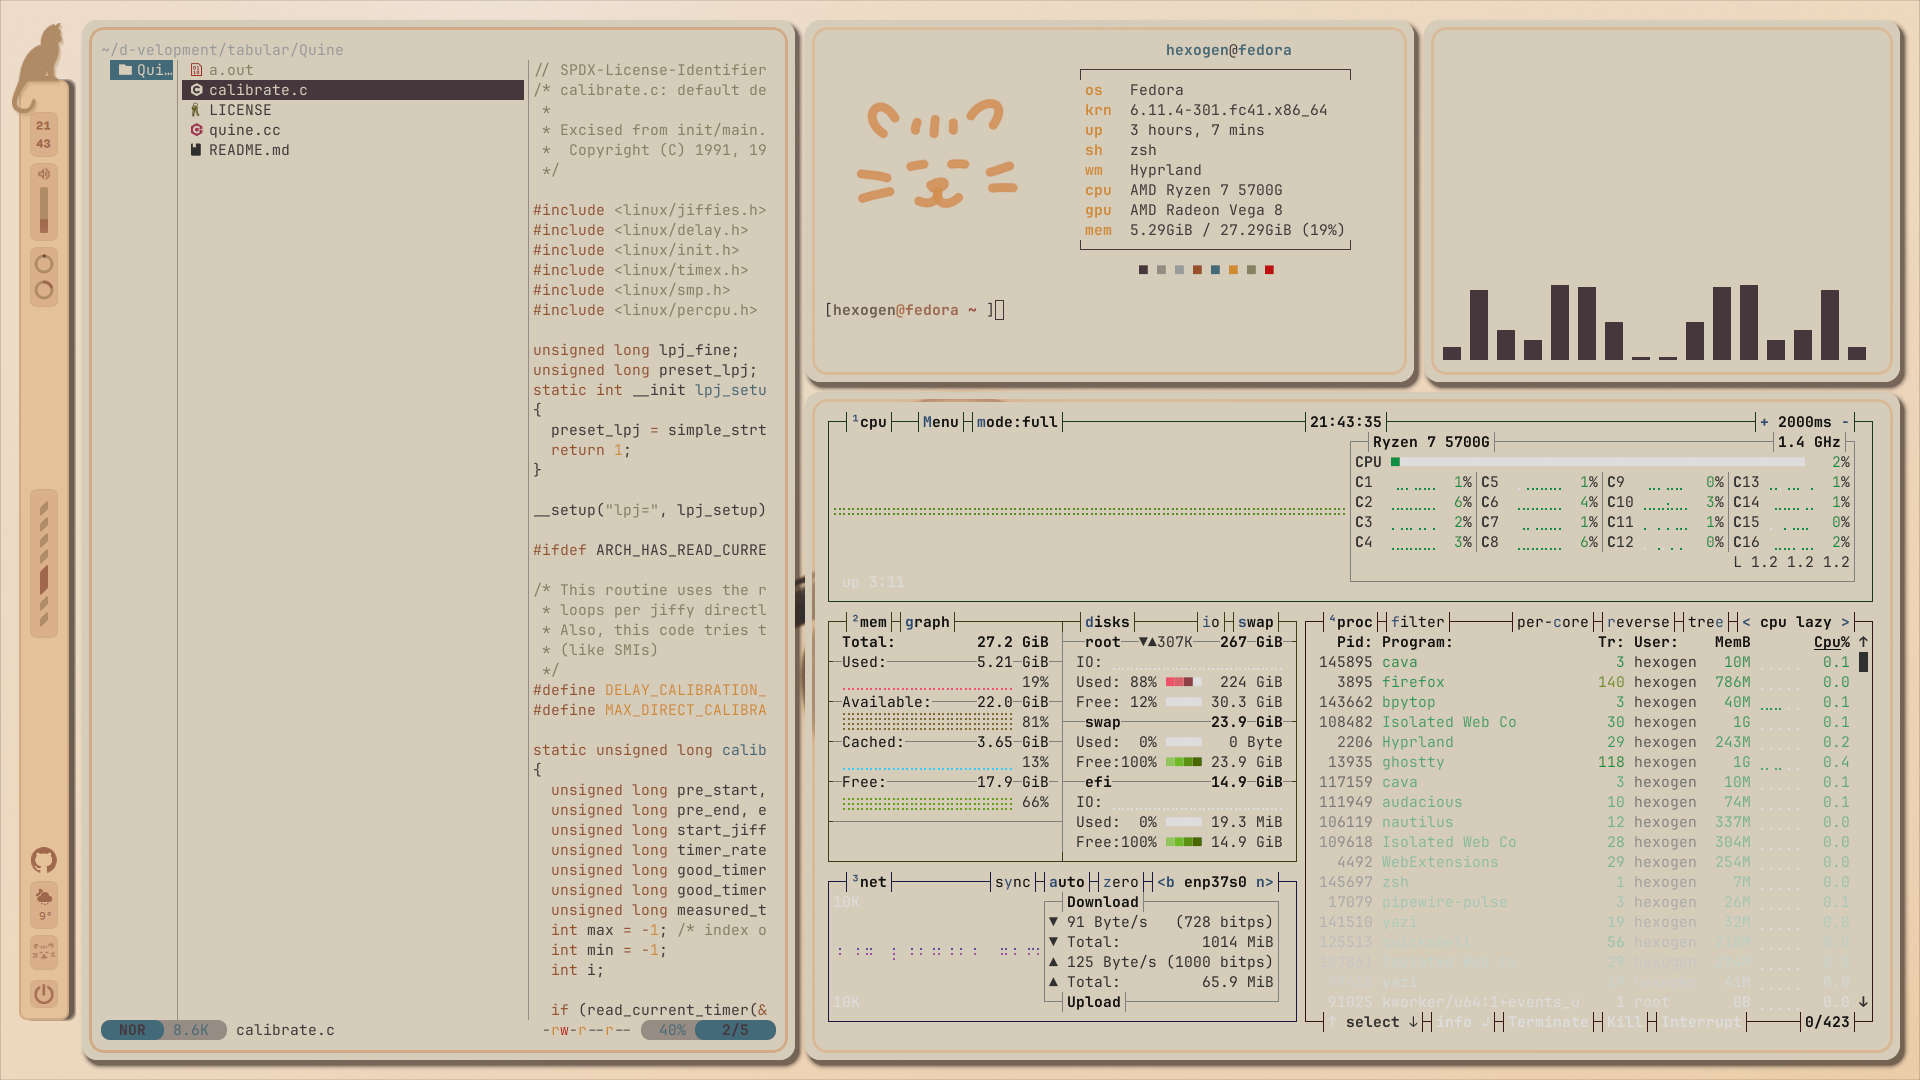 21
43
9°
~/d-velopment/tabular/Quine
Qui…
a.out
calibrate.c
LICENSE
quine.cc
README.md
// SPDX-License-Identifier
/* calibrate.c: default de
*
* Excised from init/main.
*  Copyright (C) 1991, 19
*/
#include <linux/jiffies.h>
#include <linux/delay.h>
#include <linux/init.h>
#include <linux/timex.h>
#include <linux/smp.h>
#include <linux/percpu.h>
unsigned long lpj_fine;
unsigned long preset_lpj;
static int __init lpj_setu
{
preset_lpj = simple_strt
return 1;
}
__setup("lpj=", lpj_setup)
#ifdef ARCH_HAS_READ_CURRE
/* This routine uses the r
* loops per jiffy directl
* Also, this code tries t
* (like SMIs)
*/
#define DELAY_CALIBRATION_
#define MAX_DIRECT_CALIBRA
static unsigned long calib
{
unsigned long pre_start,
unsigned long pre_end, e
unsigned long start_jiff
unsigned long timer_rate
unsigned long good_timer
unsigned long good_timer
unsigned long measured_t
int max = -1; /* index o
int min = -1;
int i;
if (read_current_timer(&
NOR 8.6K calibrate.c -rw-r--r-- 40% 2/5
hexogen@fedora
os Fedora
krn 6.11.4-301.fc41.x86_64
up 3 hours, 7 mins
sh zsh
wm Hyprland
cpu AMD Ryzen 7 5700G
gpu AMD Radeon Vega 8
mem 5.29GiB / 27.29GiB (19%)
[hexogen@fedora ~ ]
¹cpu Menu mode:full 21:43:35 + 2000ms -
Ryzen 7 5700G 1.4 GHz
CPU 2%
C1 1% C5 1% C9 0% C13 1%
C2 6% C6 4% C10 3% C14 1%
C3 2% C7 1% C11 1% C15 0%
C4 3% C8 6% C12 0% C16 2%
L 1.2 1.2 1.2
up 3:11
²mem graph
Total: 27.2 GiB
Used: 5.21 GiB
19%
Available: 22.0 GiB
81%
Cached: 3.65 GiB
13%
Free: 17.9 GiB
66%
disks io swap
root ▼▲307K 267 GiB
IO:
Used: 88% 224 GiB
Free: 12% 30.3 GiB
swap 23.9 GiB
Used: 0% 0 Byte
Free:100% 23.9 GiB
efi 14.9 GiB
IO:
Used: 0% 19.3 MiB
Free:100% 14.9 GiB
³net sync auto zero <b enp37s0 n>
10K
Download
▼ 91 Byte/s (728 bitps)
▼ Total: 1014 MiB
▲ 125 Byte/s (1000 bitps)
▲ Total: 65.9 MiB
Upload
10K
⁴proc filter per-core reverse tree < cpu lazy >
Pid: Program: Tr: User: MemB Cpu% ↑
145895 cava 3 hexogen 10M 0.1
3895 firefox 140 hexogen 786M 0.0
143662 bpytop 3 hexogen 40M 0.1
108482 Isolated Web Co 30 hexogen 1G 0.1
2206 Hyprland 29 hexogen 243M 0.2
13935 ghostty 118 hexogen 1G 0.4
117159 cava 3 hexogen 10M 0.1
111949 audacious 10 hexogen 74M 0.1
106119 nautilus 12 hexogen 337M 0.0
109618 Isolated Web Co 28 hexogen 304M 0.0
4492 WebExtensions 29 hexogen 254M 0.0
145697 zsh 1 hexogen 7M 0.0
17079 pipewire-pulse 3 hexogen 26M 0.1
141510 yazi 19 hexogen 32M 0.0
125513 quickshell 56 hexogen 0.0
107861 29 hexogen
yazi hexogen 41M
91025 kworker/u64:1+events_u 1 root 0B 0.0 ↓
↑ select ↓ info Terminate Kill Interrupt 0/423